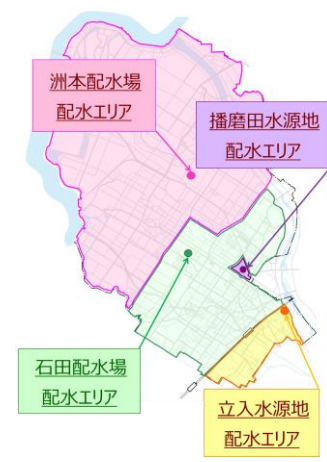 洲本配水場
配水エリア
播磨田水源地
配水エリア
石田配水場
配水エリア
立入水源地
配水エリア